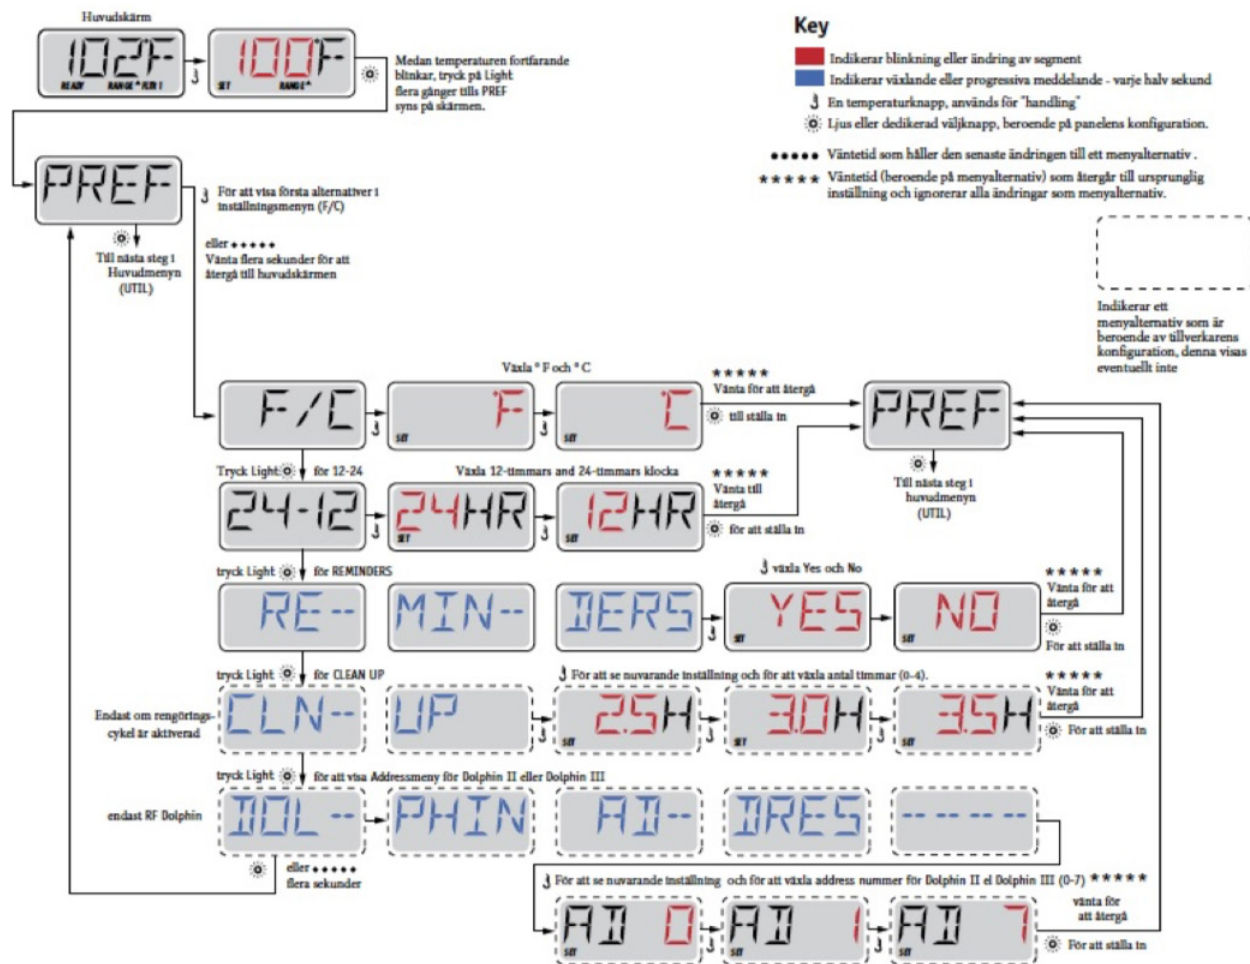 Huvudskärm
102°F
READY RANGE FLTR 1
100°F
SET RANGE
Medan temperaturen fortfarande
blinkar, tryck på Light
flera gånger tills PREF
syns på skärmen.
Key
Indikerar blinkning eller ändring av segment
Indikerar växlande eller progressiva meddelande - varje halv sekund
En temperaturknapp, används för "handling"
Ljus eller dedikerad väljknapp, beroende på panelens konfiguration.
Väntetid som håller den senaste ändringen till ett menyalternativ .
***** Väntetid (beroende på menyalternativ) som återgår till ursprunglig
inställning och ignorerar alla ändringar som menyalternativ.
Indikerar ett
menyalternativ som är
beroende av tillverkarens
konfiguration, denna visas
eventuellt inte
PREF
För att visa första alternativer i
inställningsmenyn (F/C)
eller
Vänta flera sekunder för att
återgå till huvudskärmen
Till nästa steg i
Huvudmenyn
(UTIL)
Växla ° F och ° C
F/C
°F
SET
°C
SET
*****
Vänta för att återgå
till ställa in
PREF
Till nästa steg i
huvudmenyn
(UTIL)
Tryck Light för 12-24
Växla 12-timmars and 24-timmars klocka
24-12
24HR
SET
12HR
SET
*****
Vänta till
återgå
för att ställa in
tryck Light för REMINDERS
växla Yes och No
RE--
MIN--
DERS
YES
SET
NO
SET
*****
Vänta för att
återgå
För att ställa in
tryck Light för CLEAN UP
För att se nuvarande inställning och för att växla antal timmar (0-4).
Endast om rengörings-
cykel är aktiverad
CLN--
UP
2.5H
SET
3.0H
SET
3.5H
SET
*****
Vänta för att
återgå
För att ställa in
tryck Light för att visa Addressmeny för Dolphin II eller Dolphin III
endast RF Dolphin
DOL--
PHIN
AD--
DRES
-----
eller
flera sekunder
För att se nuvarande inställning och för att växla address nummer för Dolphin II el Dolphin III (0-7) *****
AD 0
SET
AD 1
SET
AD 7
SET
vänta för
att återgå
För att ställa in